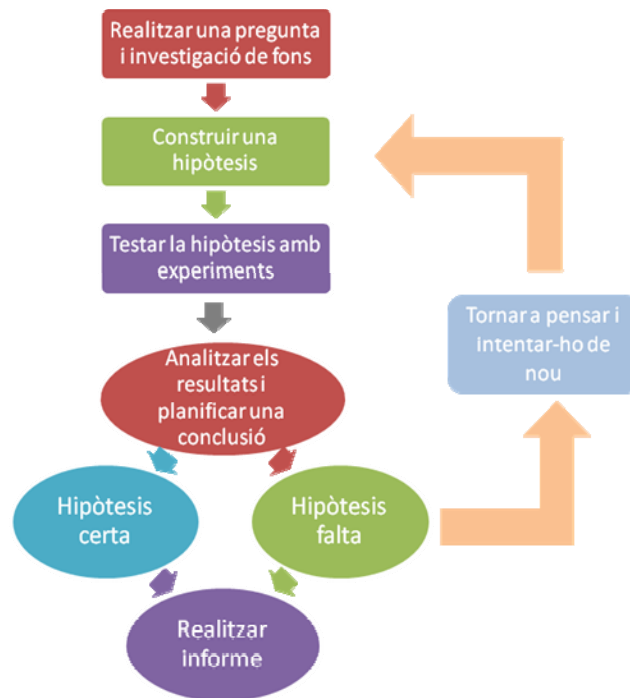 Realitzar una pregunta
i investigació de fons
Construir una
hipòtesis
Testar la hipòtesis amb
experiments
Analitzar els
resultats i
planificar una
conclusió
Hipòtesis
certa
Hipòtesis
falta
Realitzar
informe
Tornar a pensar i
intentar-ho de
nou